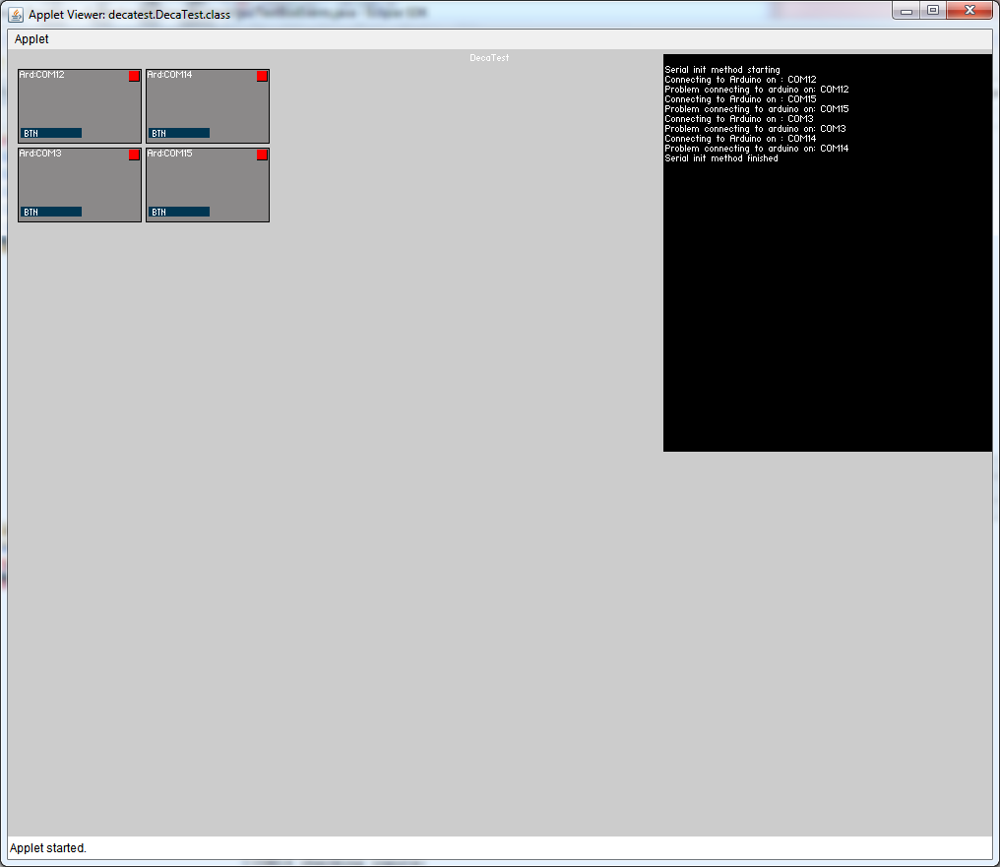 Applet Viewer: decatest.DecaTest.class
Applet
DecaTest
Ard:COM12
BTN
Ard:COM14
BTN
Ard:COM3
BTN
Ard:COM15
BTN
Serial init method starting
Connecting to Arduino on : COM12
Problem connecting to arduino on: COM12
Connecting to Arduino on : COM15
Problem connecting to arduino on: COM15
Connecting to Arduino on : COM3
Problem connecting to arduino on: COM3
Connecting to Arduino on : COM14
Problem connecting to arduino on: COM14
Serial init method finished
Applet started.